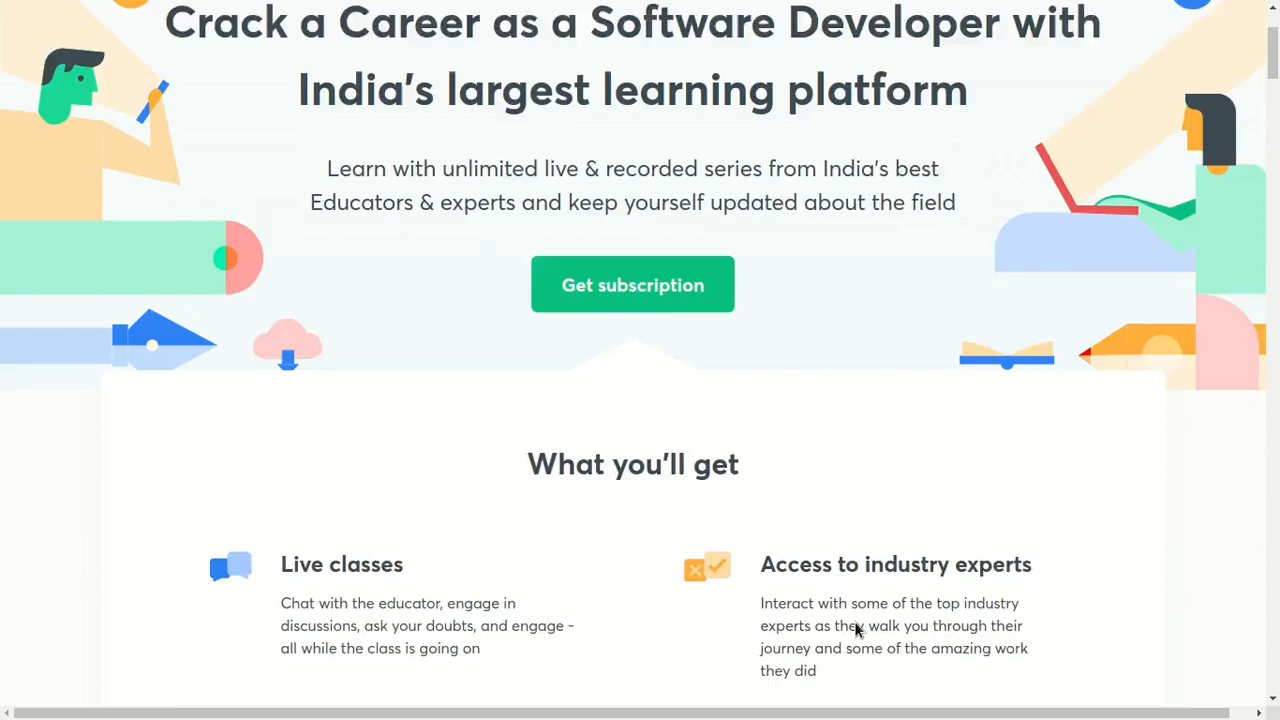 Crack a Career as a Software Developer with
India's largest learning platform
Learn with unlimited live & recorded series from India's best
Educators & experts and keep yourself updated about the field
Get subscription
What you'll get
Live classes
Chat with the educator, engage in
discussions, ask your doubts, and engage -
all while the class is going on
Access to industry experts
Interact with some of the top industry
experts as they walk you through their
journey and some of the amazing work
they did